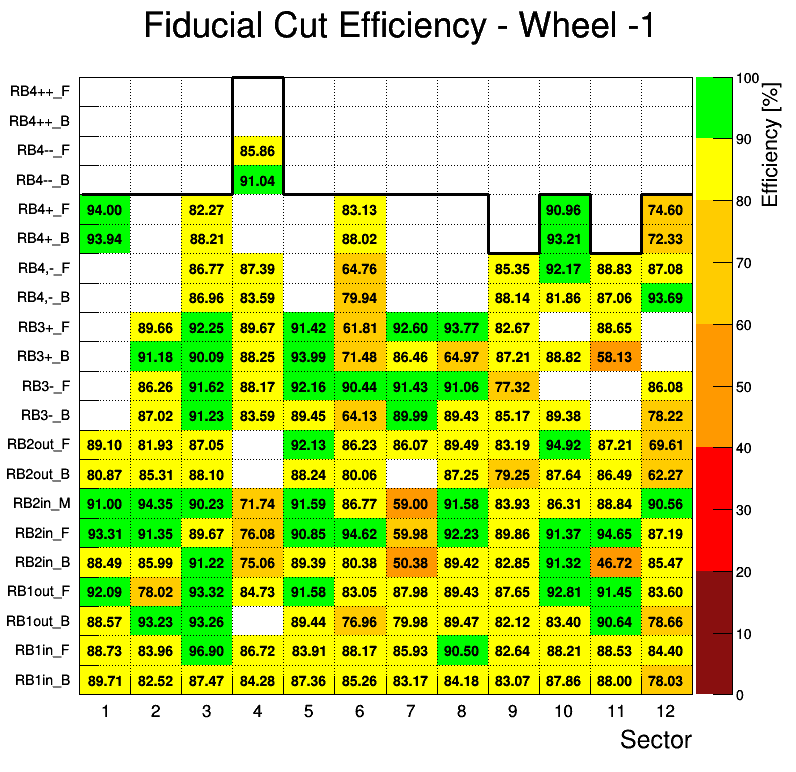 Fiducial Cut Efficiency - Wheel -1
RB4++_F
RB4++_B
RB4--_F 85.86
RB4--_B 91.04
RB4+_F 94.00 82.27 83.13 90.96 74.60
RB4+_B 93.94 88.21 88.02 93.21 72.33
RB4,-_F 86.77 87.39 64.76 85.35 92.17 88.83 87.08
RB4,-_B 86.96 83.59 79.94 88.14 81.86 87.06 93.69
RB3+_F 89.66 92.25 89.67 91.42 61.81 92.60 93.77 82.67 88.65
RB3+_B 91.18 90.09 88.25 93.99 71.48 86.46 64.97 87.21 88.82 58.13
RB3-_F 86.26 91.62 88.17 92.16 90.44 91.43 91.06 77.32 86.08
RB3-_B 87.02 91.23 83.59 89.45 64.13 89.99 89.43 85.17 89.38 78.22
RB2out_F 89.10 81.93 87.05 92.13 86.23 86.07 89.49 83.19 94.92 87.21 69.61
RB2out_B 80.87 85.31 88.10 88.24 80.06 87.25 79.25 87.64 86.49 62.27
RB2in_M 91.00 94.35 90.23 71.74 91.59 86.77 59.00 91.58 83.93 86.31 88.84 90.56
RB2in_F 93.31 91.35 89.67 76.08 90.85 94.62 59.98 92.23 89.86 91.37 94.65 87.19
RB2in_B 88.49 85.99 91.22 75.06 89.39 80.38 50.38 89.42 82.85 91.32 46.72 85.47
RB1out_F 92.09 78.02 93.32 84.73 91.58 83.05 87.98 89.43 87.65 92.81 91.45 83.60
RB1out_B 88.57 93.23 93.26 89.44 76.96 79.98 89.47 82.12 83.40 90.64 78.66
RB1in_F 88.73 83.96 96.90 86.72 83.91 88.17 85.93 90.50 82.64 88.21 88.53 84.40
RB1in_B 89.71 82.52 87.47 84.28 87.36 85.26 83.17 84.18 83.07 87.86 88.00 78.03
1 2 3 4 5 6 7 8 9 10 11 12
Sector
100
90
80
70
60
50
40
30
20
10
0
Efficiency [%]